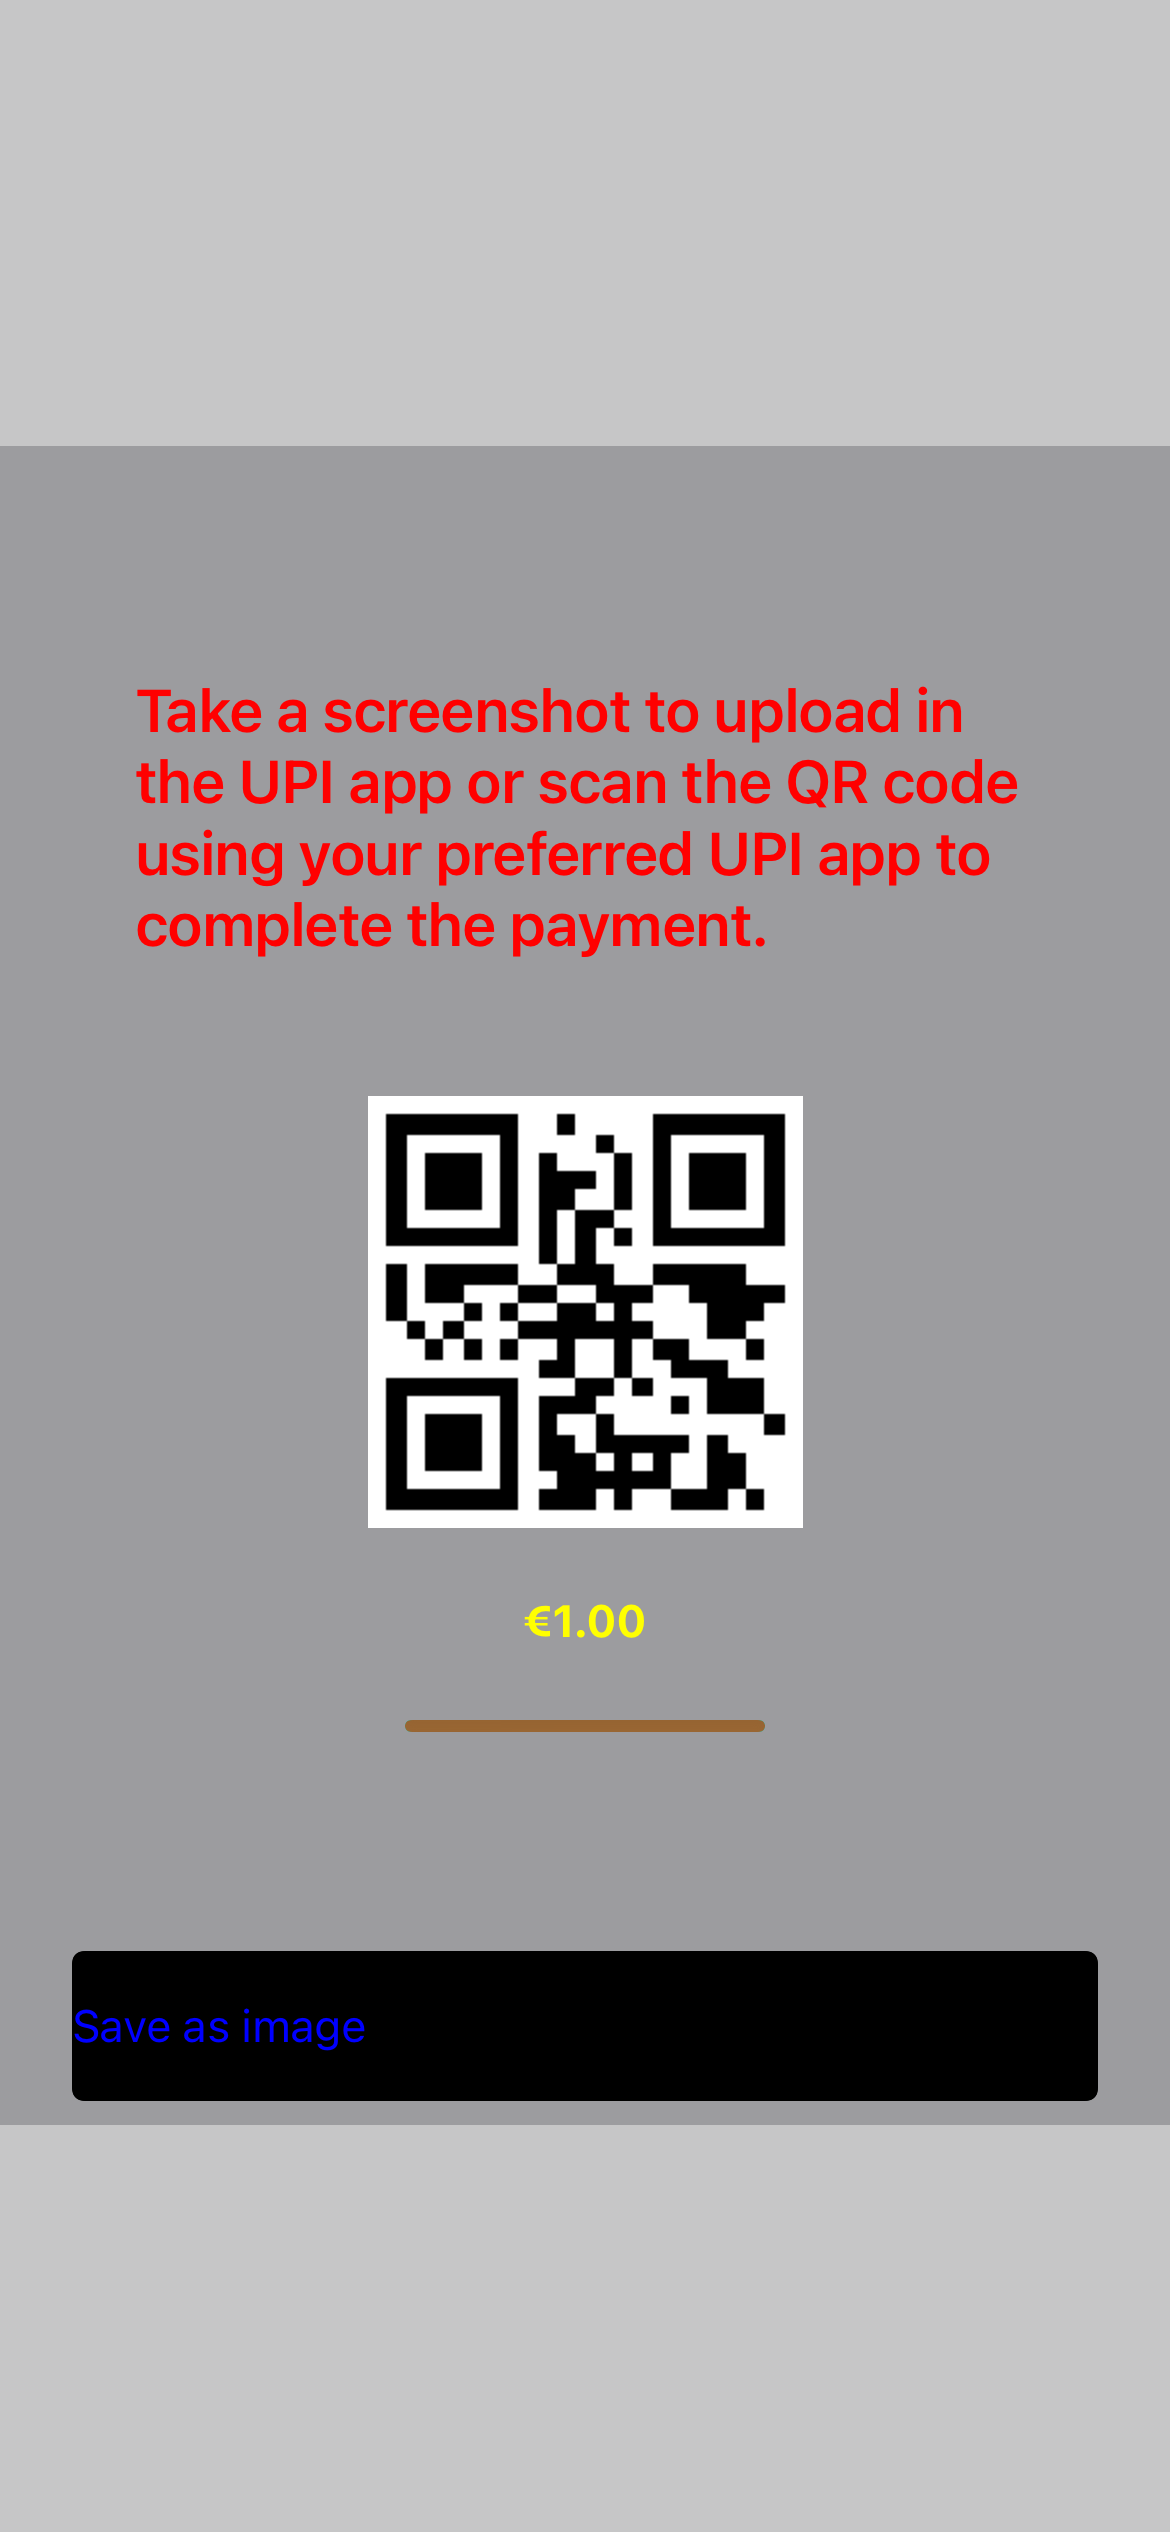 Take a screenshot to upload in
the UPI app or scan the QR code
using your preferred UPI app to
complete the payment.
€1.00
Save as image